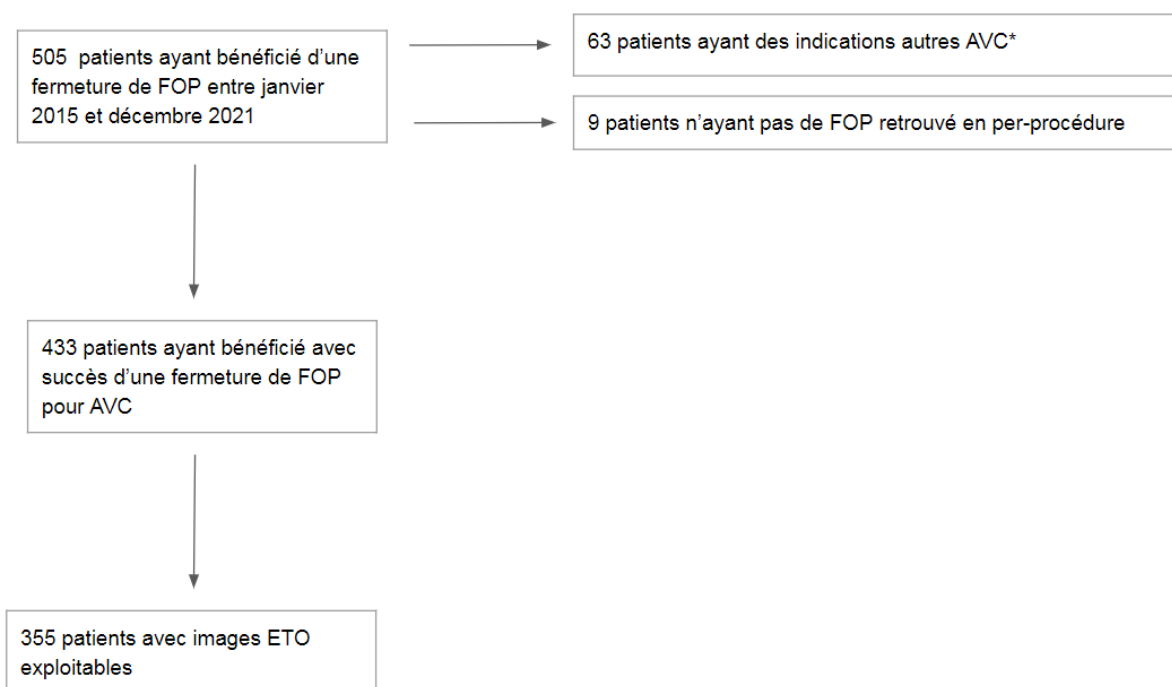 505  patients ayant bénéficié d’une
fermeture de FOP entre janvier
2015 et décembre 2021
63 patients ayant des indications autres AVC*
9 patients n’ayant pas de FOP retrouvé en per-procédure
433 patients ayant bénéficié avec
succès d’une fermeture de FOP
pour AVC
355 patients avec images ETO
exploitables